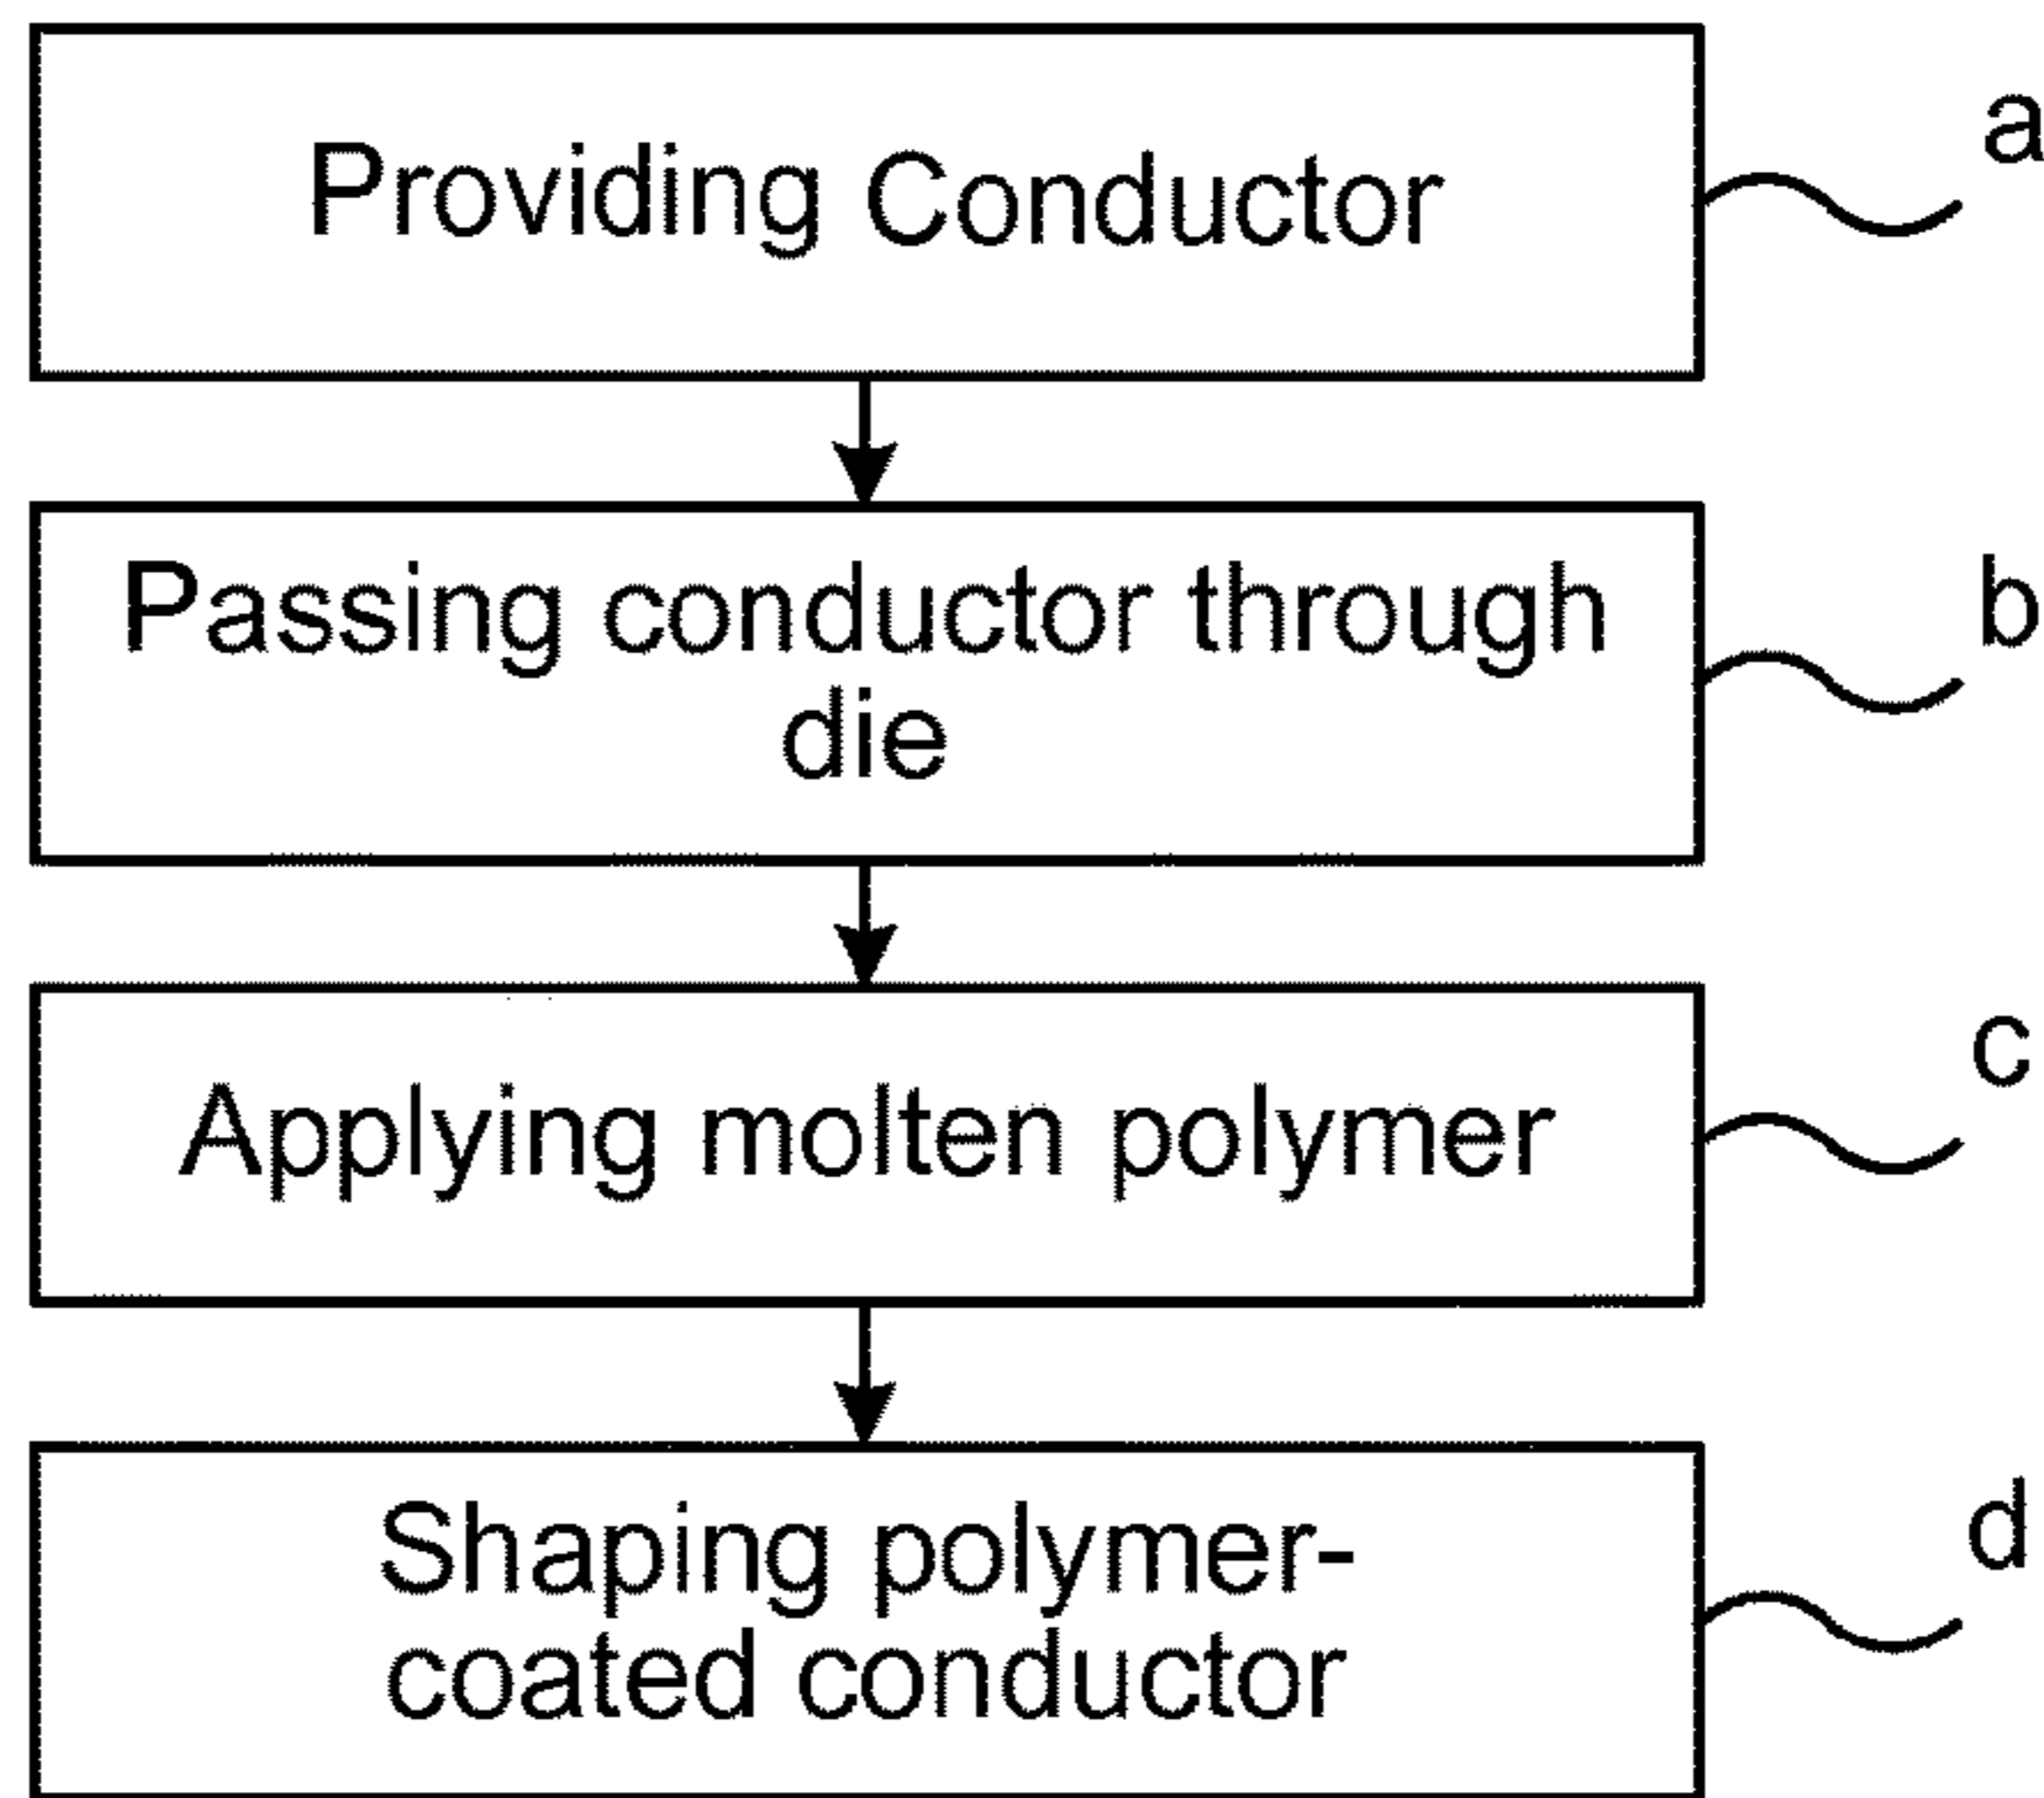 Providing Conductor
a
Passing conductor through
die
b
Applying molten polymer
c
Shaping polymer-
coated conductor
d